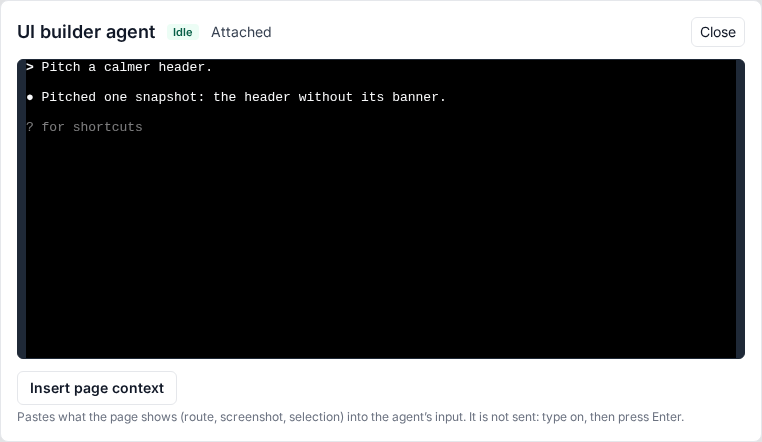 UI builder agent Idle Attached Close
> Pitch a calmer header.
● Pitched one snapshot: the header without its banner.
? for shortcuts
Insert page context
Pastes what the page shows (route, screenshot, selection) into the agent’s input. It is not sent: type on, then press Enter.